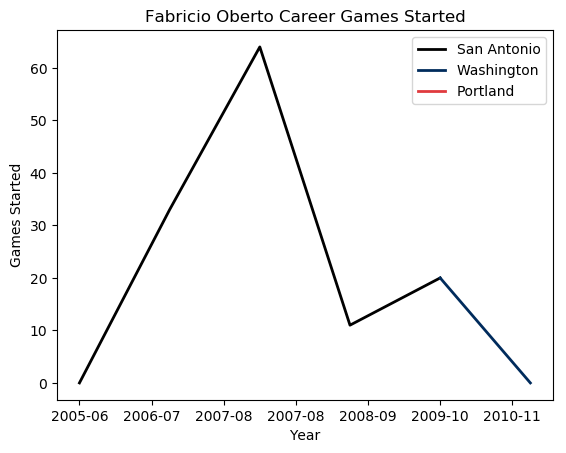 Fabricio Oberto Career Games Started
San Antonio
Washington
Portland
Games Started
60
50
40
30
20
10
0
2005-06 2006-07 2007-08 2007-08 2008-09 2009-10 2010-11
Year